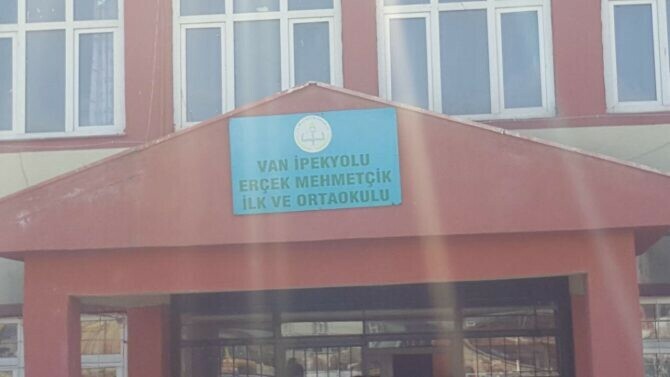 VAN İPEKYOLU
ERÇEK MEHMETÇİK
İLK VE ORTAOKULU